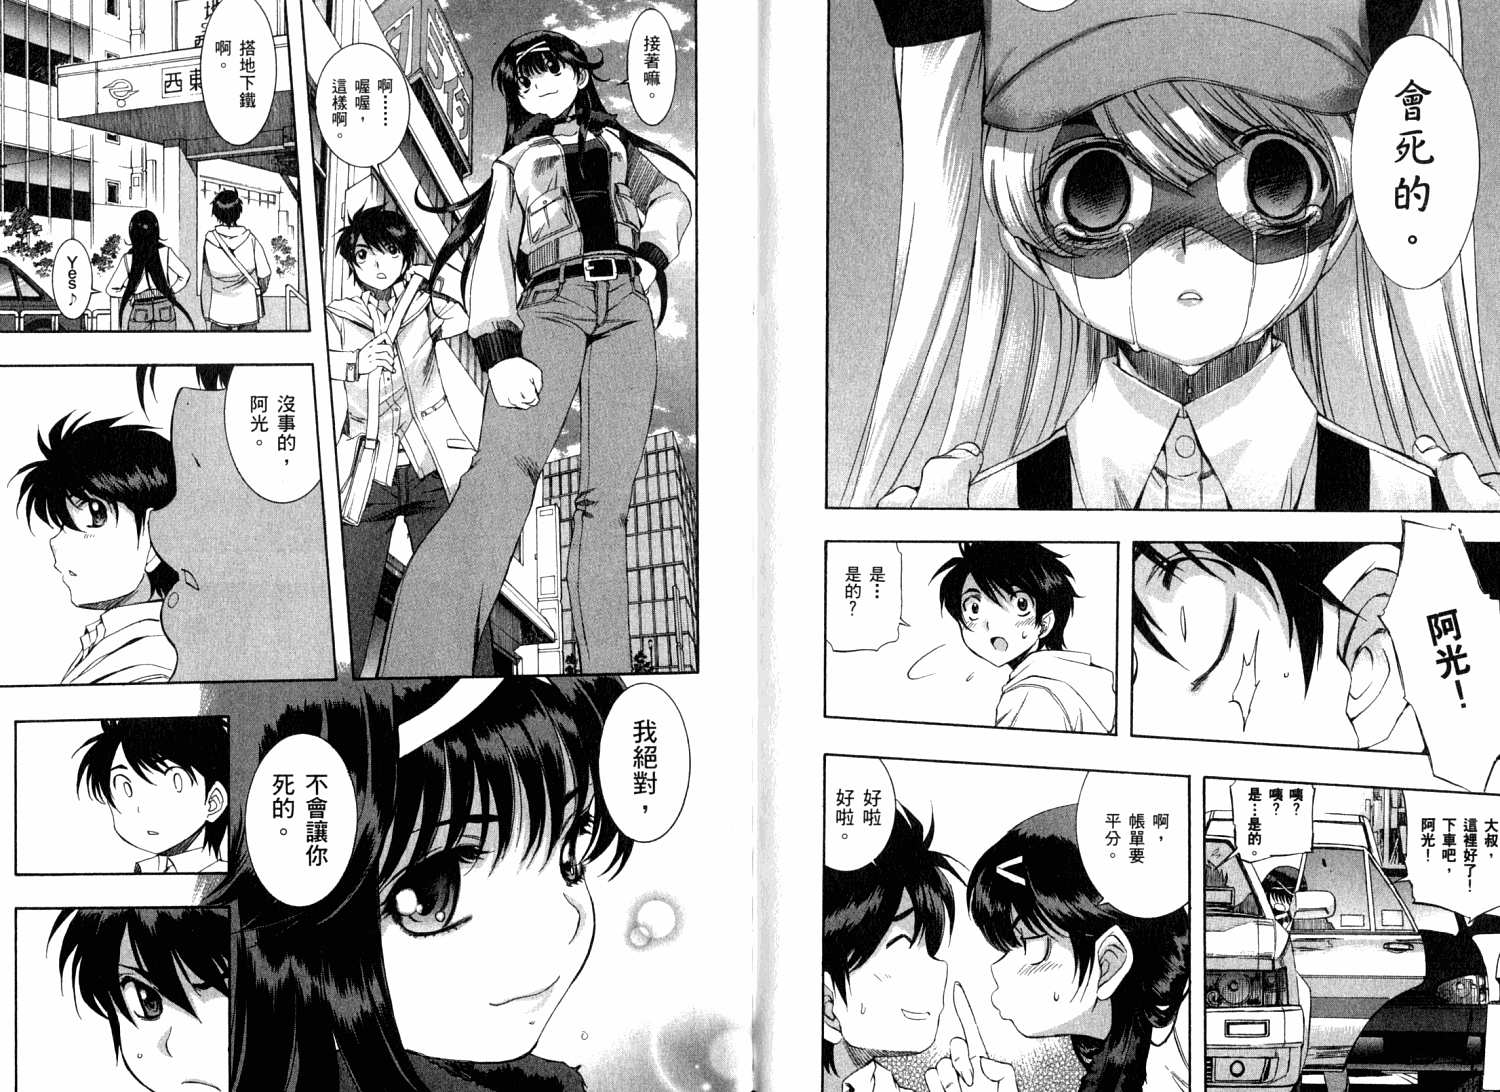 會死的。
阿光！
是…
是的？
大叔，
這裡好了！
下車吧，
阿光！
咦？
咦？
是…是的。
啊，
帳單要
平分。
好啦
好啦。
接著嘛。
啊……
喔喔，
這樣啊。
搭地下鐵
啊。
地
西東
Yes♪
沒事的，
阿光。
我絕對，
不會讓你
死的。